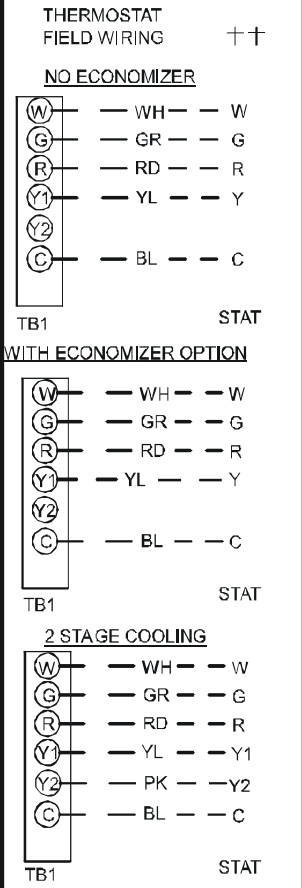 THERMOSTAT
FIELD WIRING ††
NO ECONOMIZER
W WH W
G GR G
R RD R
Y1 YL Y
Y2
C BL C
TB1 STAT
WITH ECONOMIZER OPTION
W WH W
G GR G
R RD R
Y1 YL Y
Y2
C BL C
TB1 STAT
2 STAGE COOLING
W WH W
G GR G
R RD R
Y1 YL Y1
Y2 PK Y2
C BL C
TB1 STAT